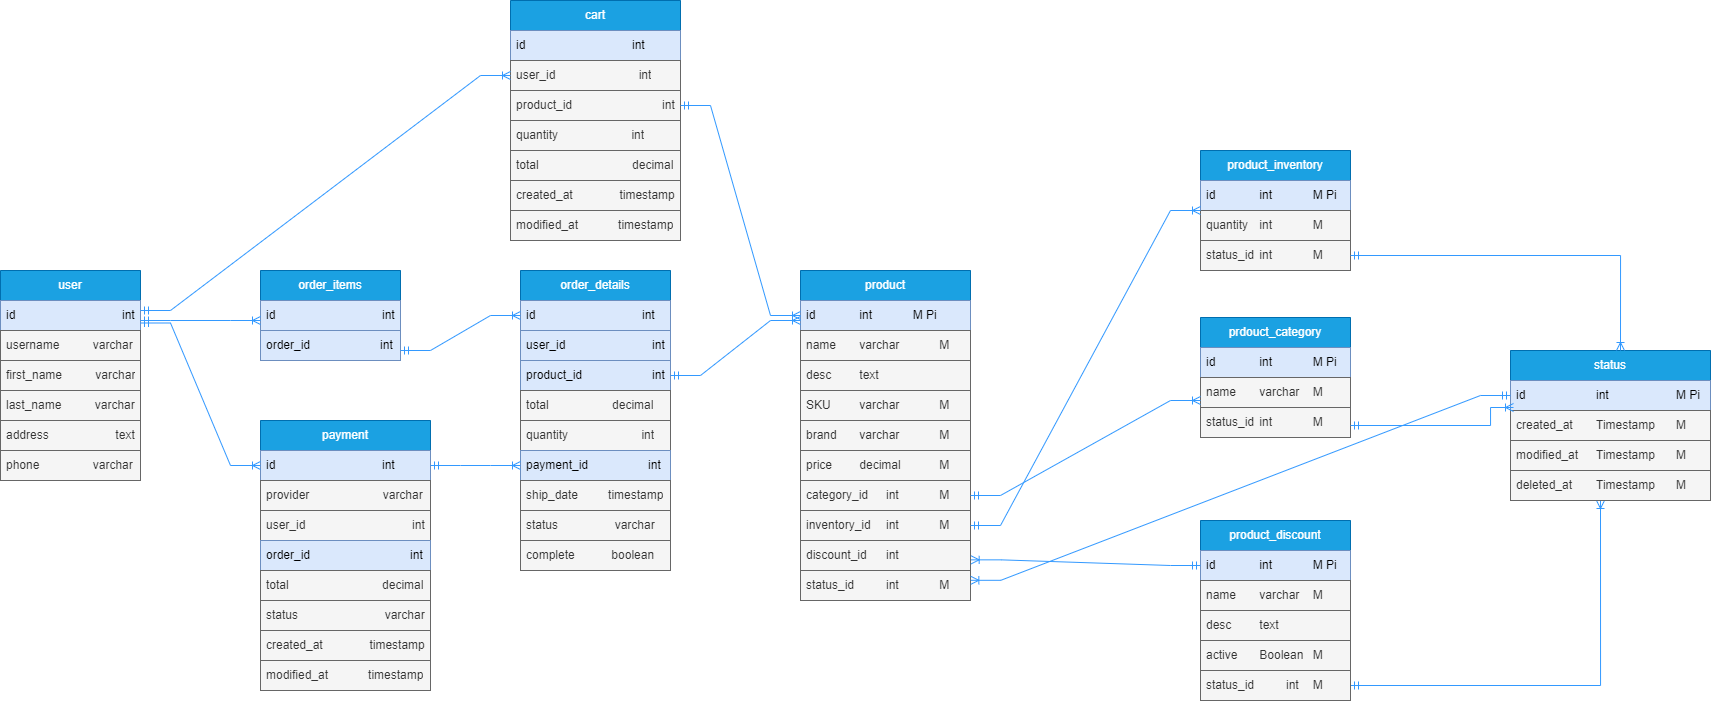 cart
id int
user_id int
product_id int
quantity int
total decimal
created_at timestamp
modified_at timestamp
user
id int
username varchar
first_name varchar
last_name varchar
address text
phone varchar
order_items
id int
order_id int
payment
id int
provider varchar
user_id int
order_id int
total decimal
status varchar
created_at timestamp
modified_at timestamp
order_details
id int
user_id int
product_id int
total decimal
quantity int
payment_id int
ship_date timestamp
status varchar
complete boolean
product
id int M Pi
name varchar M
desc text
SKU varchar M
brand varchar M
price decimal M
category_id int M
inventory_id int M
discount_id int
status_id int M
product_inventory
id int M Pi
quantity int M
status_id int M
prdouct_category
id int M Pi
name varchar M
status_id int M
product_discount
id int M Pi
name varchar M
desc text
active Boolean M
status_id int M
status
id int M Pi
created_at Timestamp M
modified_at Timestamp M
deleted_at Timestamp M